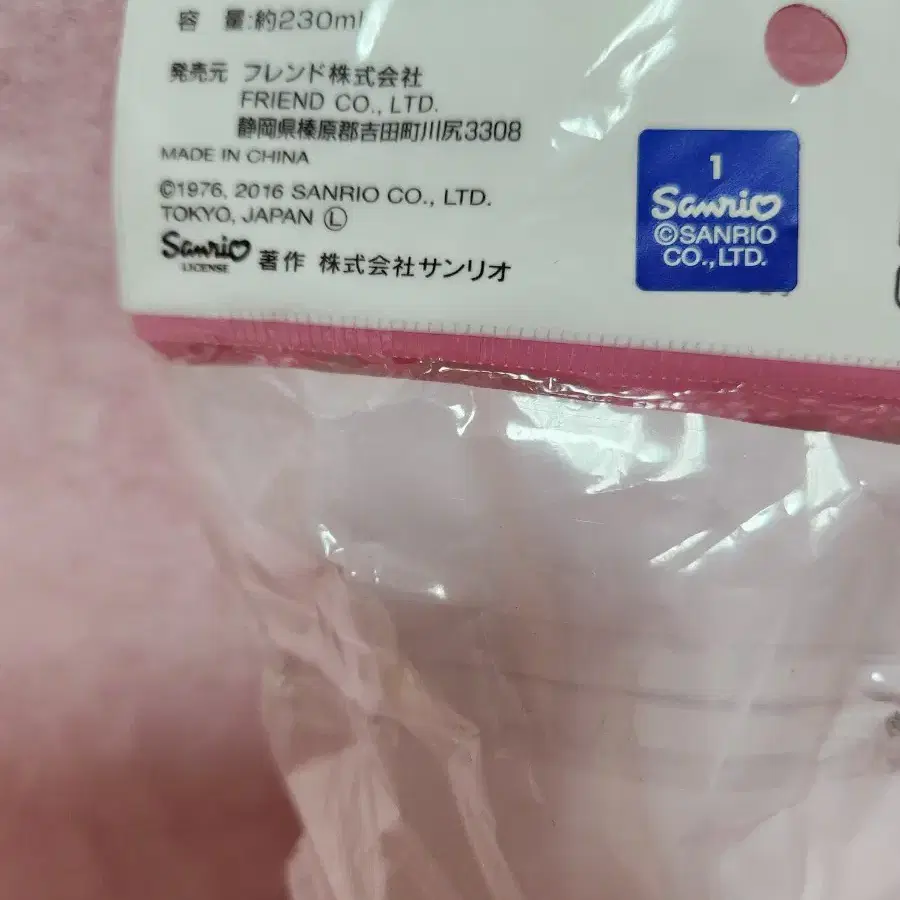 容 量:約230ml
発売元 フレンド株式会社
FRIEND CO., LTD.
静岡県榛原郡吉田町川尻3308
MADE IN CHINA
©1976, 2016 SANRIO CO., LTD.
TOKYO, JAPAN Ⓛ
Sanrio
LICENSE
著作 株式会社サンリオ
1
Sanrio
©SANRIO
CO.,LTD.